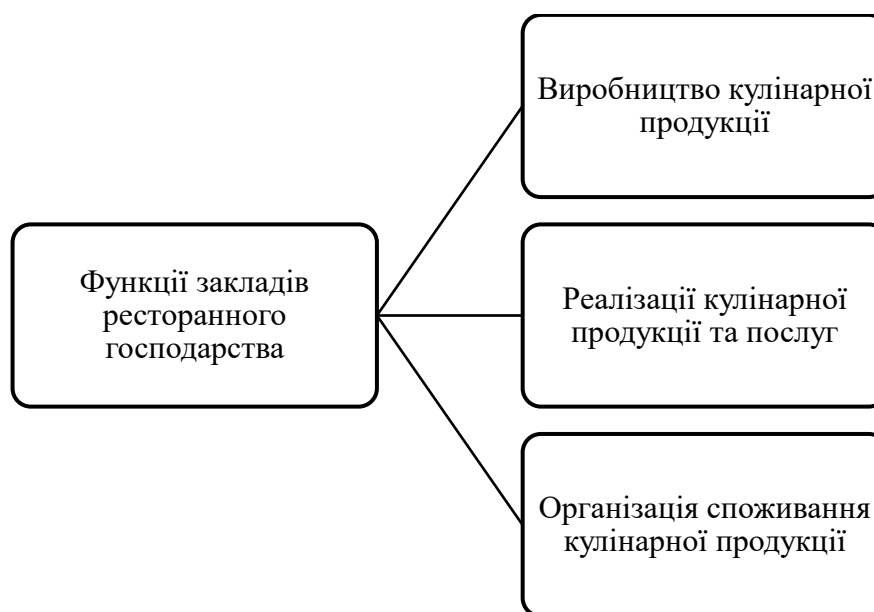 Функції закладів
ресторанного
господарства
Виробництво кулінарної
продукції
Реалізації кулінарної
продукції та послуг
Організація споживання
кулінарної продукції